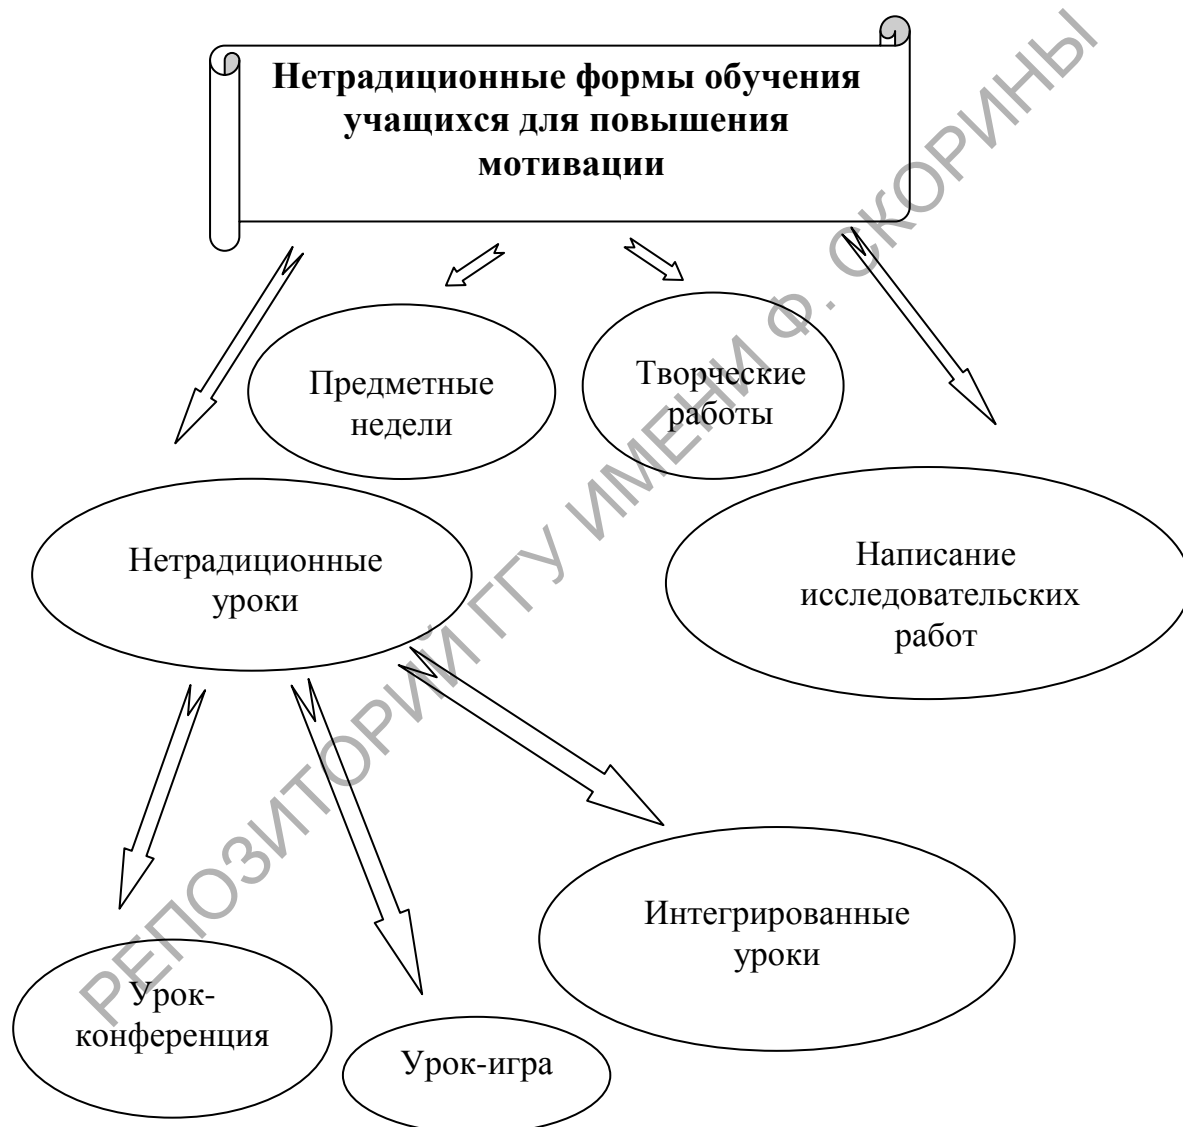 Нетрадиционные формы обучения
учащихся для повышения
мотивации
Предметные
недели
Творческие
работы
Нетрадиционные
уроки
Написание
исследовательских
работ
Интегрированные
уроки
Урок-
конференция
Урок-игра
РЕПОЗИТОРИЙ ГГУ ИМЕНИ Ф. СКОРИНЫ